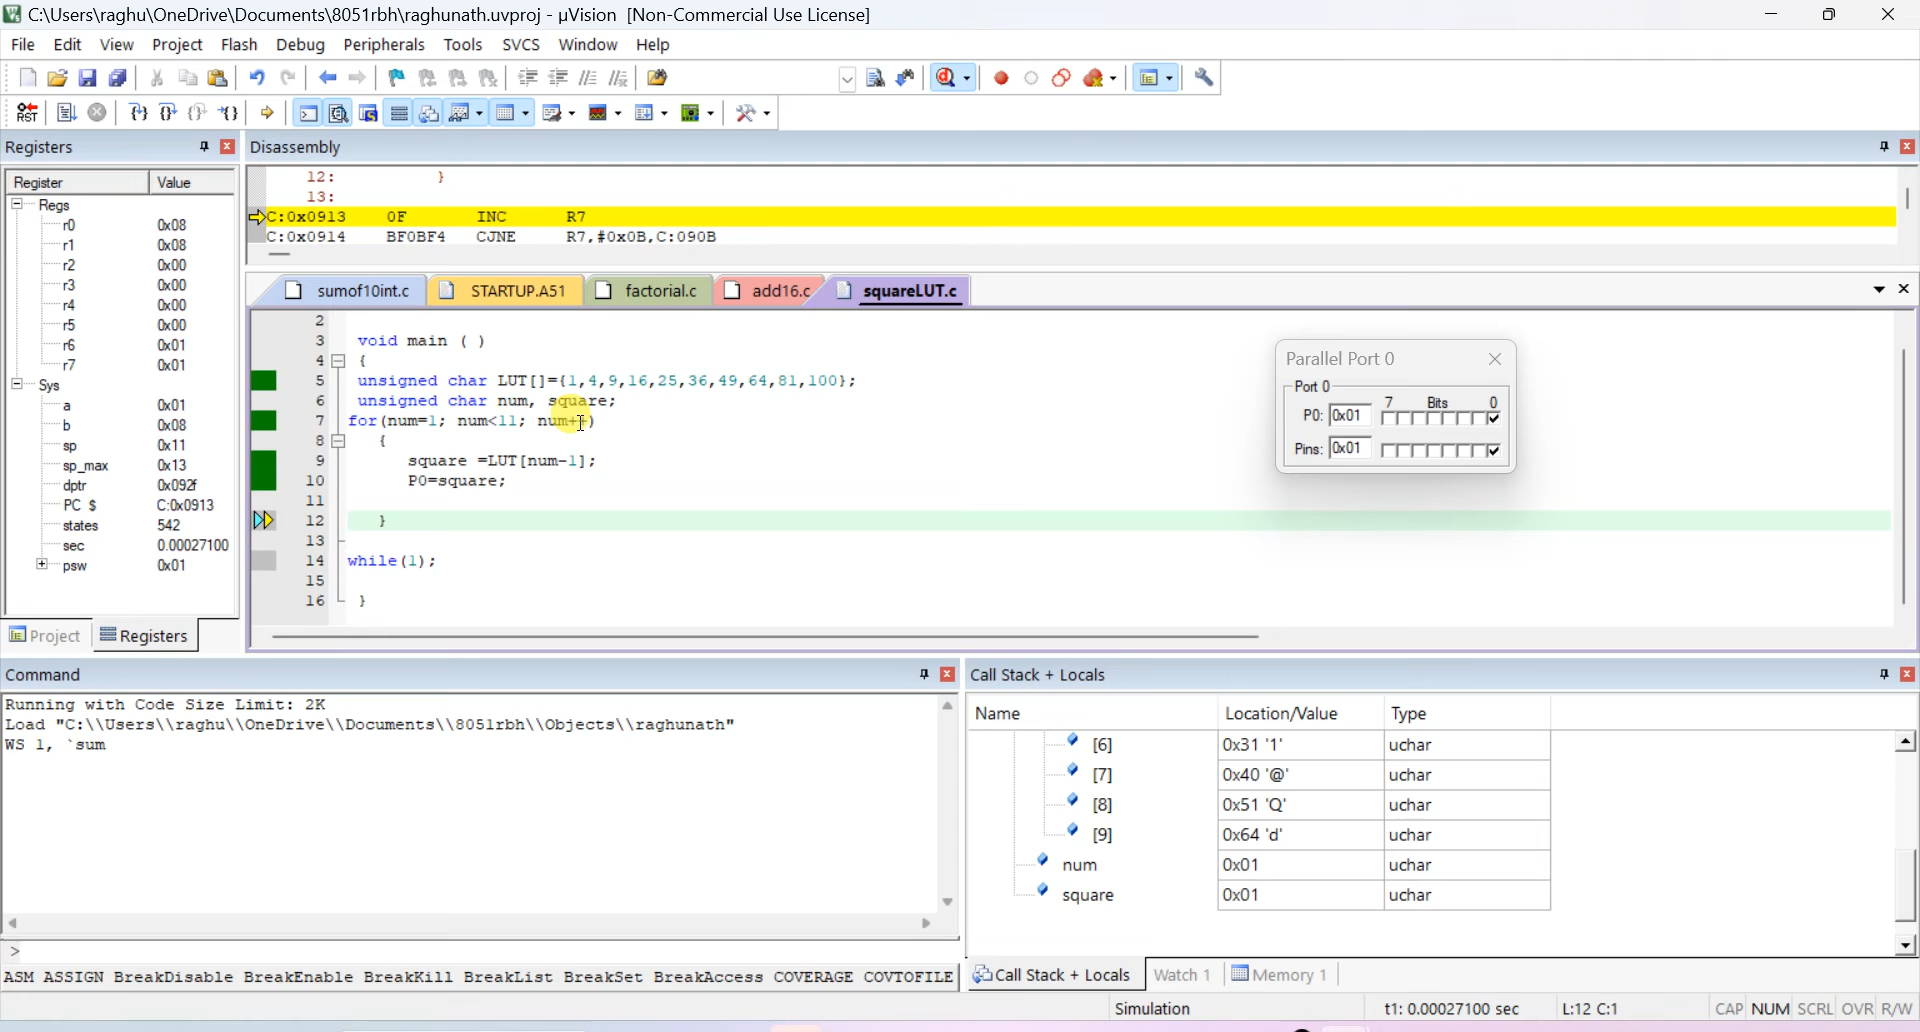 C:\Users\raghu\OneDrive\Documents\8051rbh\raghunath.uvproj - µVision [Non-Commercial Use License]
File Edit View Project Flash Debug Peripherals Tools SVCS Window Help
RST
Registers
Register Value
Regs
r0 0x08
r1 0x08
r2 0x00
r3 0x00
r4 0x00
r5 0x00
r6 0x01
r7 0x01
Sys
a 0x01
b 0x08
sp 0x11
sp_max 0x13
dptr 0x092f
PC $ C:0x0913
states 542
sec 0.00027100
psw 0x01
Project Registers
Disassembly
12: }
13:
C:0x0913 0F INC R7
C:0x0914 BF0BF4 CJNE R7,#0x0B,C:090B
sumof10int.c STARTUP.A51 factorial.c add16.c squareLUT.c
2
3 void main ( )
4 {
5 unsigned char LUT[]={1,4,9,16,25,36,49,64,81,100};
6 unsigned char num, square;
7 for(num=1; num<11; num++)
8 {
9 square =LUT[num-1];
10 P0=square;
11
12 }
13
14 while(1);
15
16 }
Parallel Port 0
Port 0
7 Bits 0
P0: 0x01
Pins: 0x01
Command
Running with Code Size Limit: 2K
Load "C:\\Users\\raghu\\OneDrive\\Documents\\8051rbh\\Objects\\raghunath"
WS 1, `sum
>
ASM ASSIGN BreakDisable BreakEnable BreakKill BreakList BreakSet BreakAccess COVERAGE COVTOFILE
Call Stack + Locals
Name Location/Value Type
[6] 0x31 '1' uchar
[7] 0x40 '@' uchar
[8] 0x51 'Q' uchar
[9] 0x64 'd' uchar
num 0x01 uchar
square 0x01 uchar
Call Stack + Locals Watch 1 Memory 1
Simulation t1: 0.00027100 sec L:12 C:1 CAP NUM SCRL OVR R/W